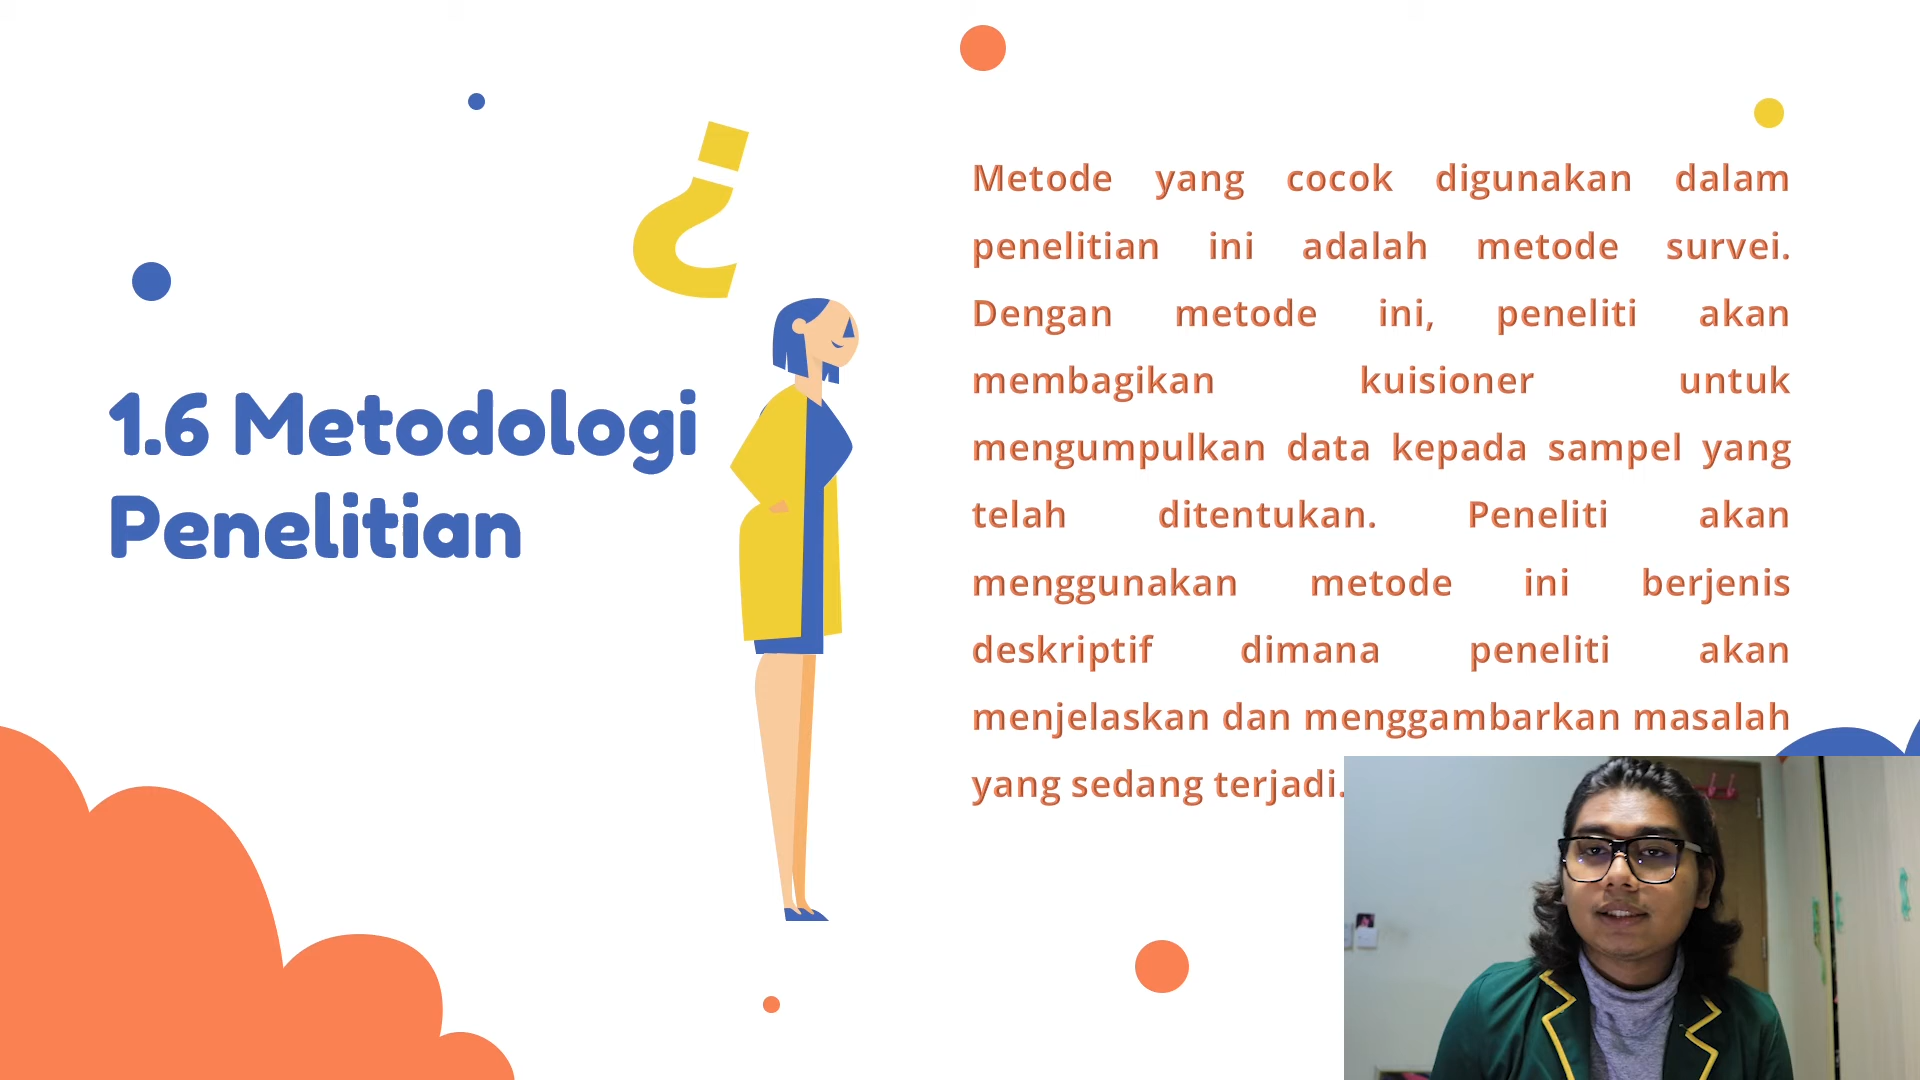 1.6 Metodologi
Penelitian
Metode yang cocok digunakan dalam
penelitian ini adalah metode survei.
Dengan metode ini, peneliti akan
membagikan kuisioner untuk
mengumpulkan data kepada sampel yang
telah ditentukan. Peneliti akan
menggunakan metode ini berjenis
deskriptif dimana peneliti akan
menjelaskan dan menggambarkan masalah
yang sedang terjadi.